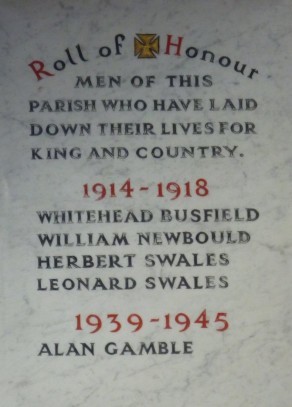 Roll of Honour
MEN OF THIS
PARISH WHO HAVE LAID
DOWN THEIR LIVES FOR
KING AND COUNTRY.
1914-1918
WHITEHEAD BUSFIELD
WILLIAM NEWBOULD
HERBERT SWALES
LEONARD SWALES
1939-1945
ALAN GAMBLE